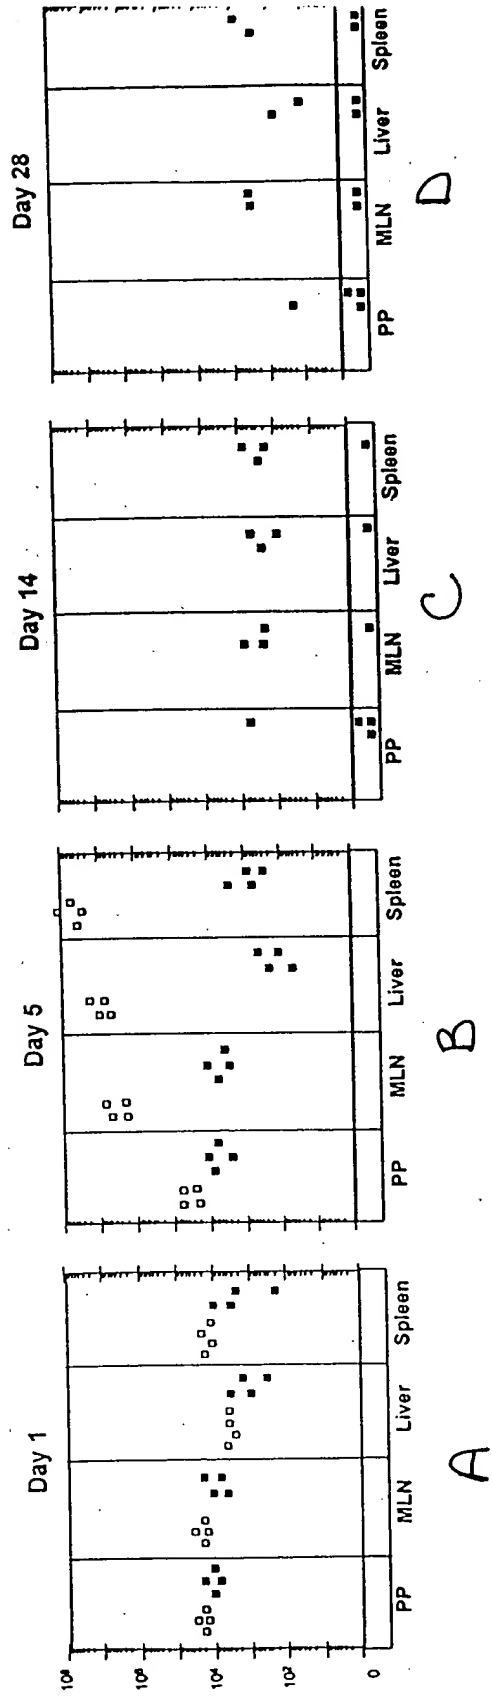 Day 1
10⁸
10⁶
10⁴
10²
0
PP MLN Liver Spleen
A
Day 5
PP MLN Liver Spleen
B
Day 14
PP MLN Liver Spleen
C
Day 28
PP MLN Liver Spleen
D